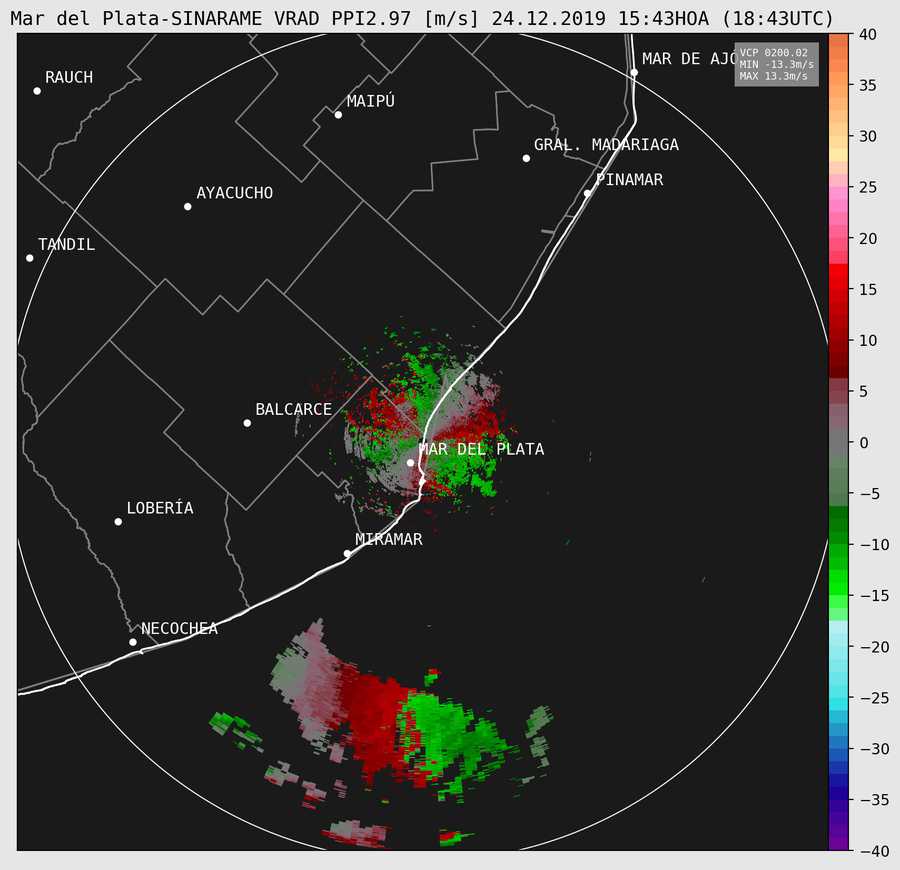 Mar del Plata-SINARAME VRAD PPI2.97 [m/s] 24.12.2019 15:43HOA (18:43UTC)
VCP 0200.02
MIN -13.3m/s
MAX 13.3m/s
MAR DE AJÓ
RAUCH
MAIPÚ
GRAL. MADARIAGA
PINAMAR
AYACUCHO
TANDIL
BALCARCE
MAR DEL PLATA
LOBERÍA
MIRAMAR
NECOCHEA
40
35
30
25
20
15
10
5
0
−5
−10
−15
−20
−25
−30
−35
−40